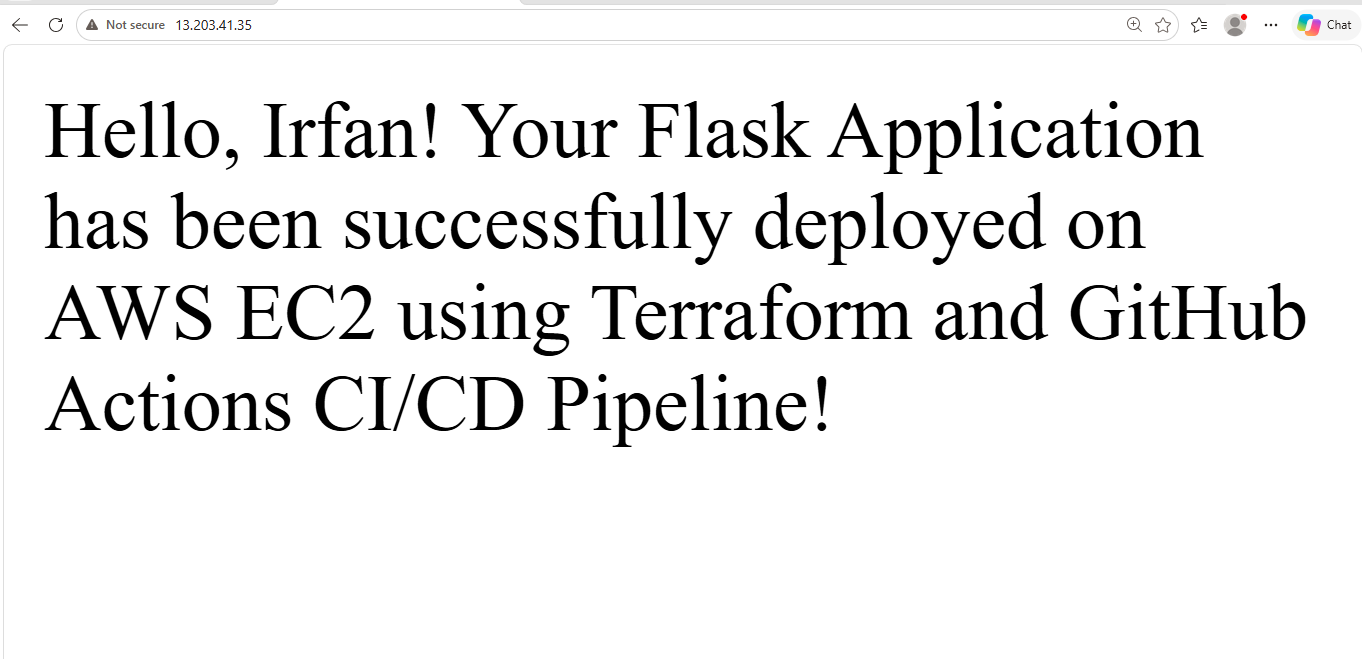 Not secure 13.203.41.35
Chat
Hello, Irfan! Your Flask Application
has been successfully deployed on
AWS EC2 using Terraform and GitHub
Actions CI/CD Pipeline!